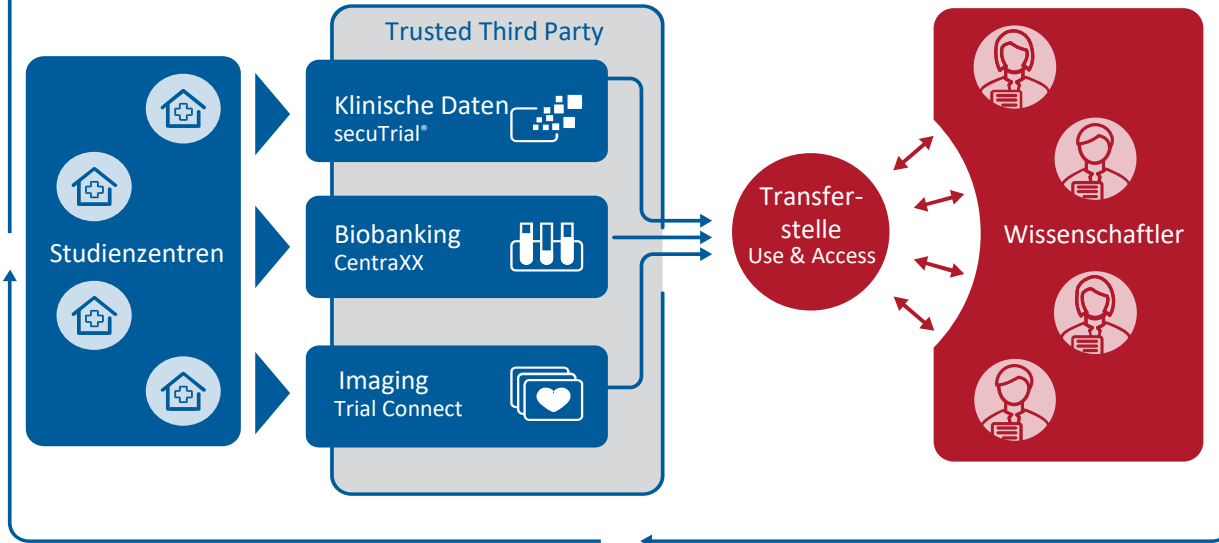 Trusted Third Party
Studienzentren
Klinische Daten
secuTrial®
Biobanking
CentraXX
Imaging
Trial Connect
Transfer-
stelle
Use & Access
Wissenschaftler